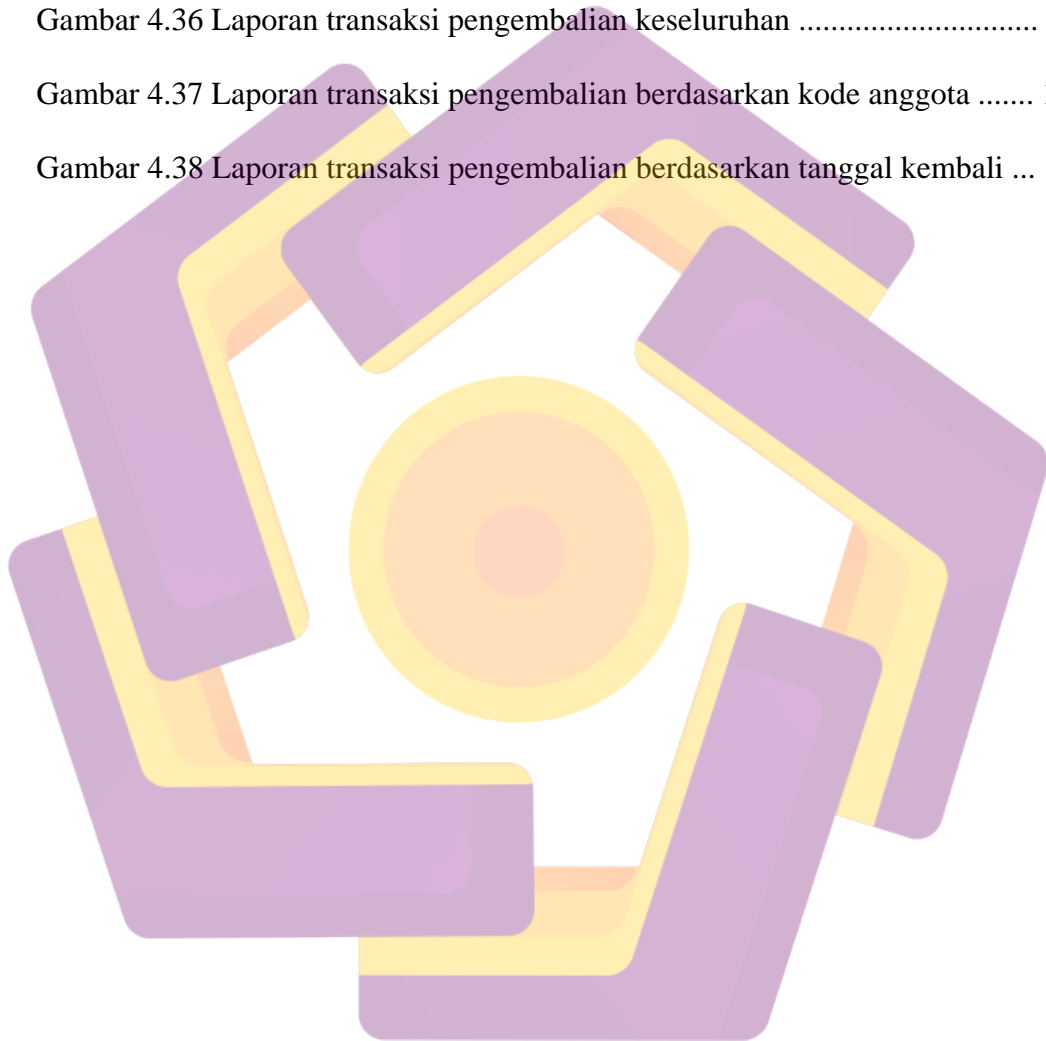 Gambar 4.36 Laporan transaksi pengembalian keseluruhan ..............................
Gambar 4.37 Laporan transaksi pengembalian berdasarkan kode anggota .......
Gambar 4.38 Laporan transaksi pengembalian berdasarkan tanggal kembali ...